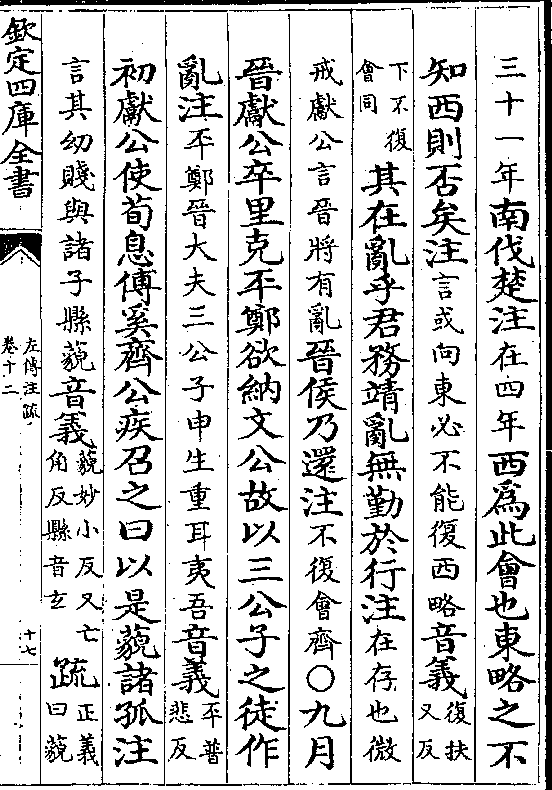 三十一年南伐楚注在四年西為此會也東略之不
知西則否矣注言或向東必不能復西略音義復扶又反
下不復會同其在亂乎君務靖亂無勤於行注在存也微
戒獻公言晉將有亂晉侯乃還注不復會齊○九月
晉獻公卒里克㔻鄭欲納文公故以三公子之徒作
亂注㔻鄭晉大夫三公子申生重耳夷吾音義㔻普悲反
初獻公使荀息傅奚齊公疾召之曰以是藐諸孤注
言其幼賤與諸子縣藐音義藐妙小反又亡角反縣音玄疏正義曰藐
欽定四庫全書
左傳注疏
卷十二
十七